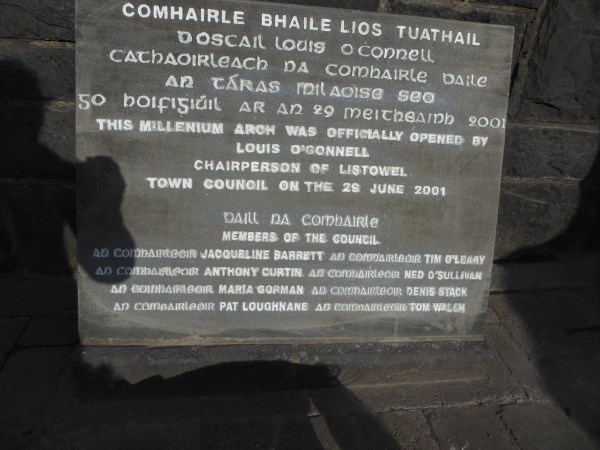 COMHAIRLE BHAILE LIOS TUATHAIL
D'OSCAIL LOUIS O'CONNELL
CATHAOIRLEACH NA COMHAIRLE BAILE
AN TÁRAS MILAOISE SEO
GO HOIFIGIÚIL AR AN 29 MEITHEAMH 2001
THIS MILLENIUM ARCH WAS OFFICIALLY OPENED BY
LOUIS O'CONNELL
CHAIRPERSON OF LISTOWEL
TOWN COUNCIL ON THE 29 JUNE 2001
BAILL NA COMHAIRLE
MEMBERS OF THE COUNCIL
AN COMHAIRLEOIR JACQUELINE BARRETT AN COMHAIRLEOIR TIM O'LEARY
AN COMHAIRLEOIR ANTHONY CURTIN AN COMHAIRLEOIR NED O'SULLIVAN
AN COMHAIRLEOIR MARIA GORMAN AN COMHAIRLEOIR DENIS STACK
AN COMHAIRLEOIR PAT LOUGHNANE AN COMHAIRLEOIR TOM WALSH